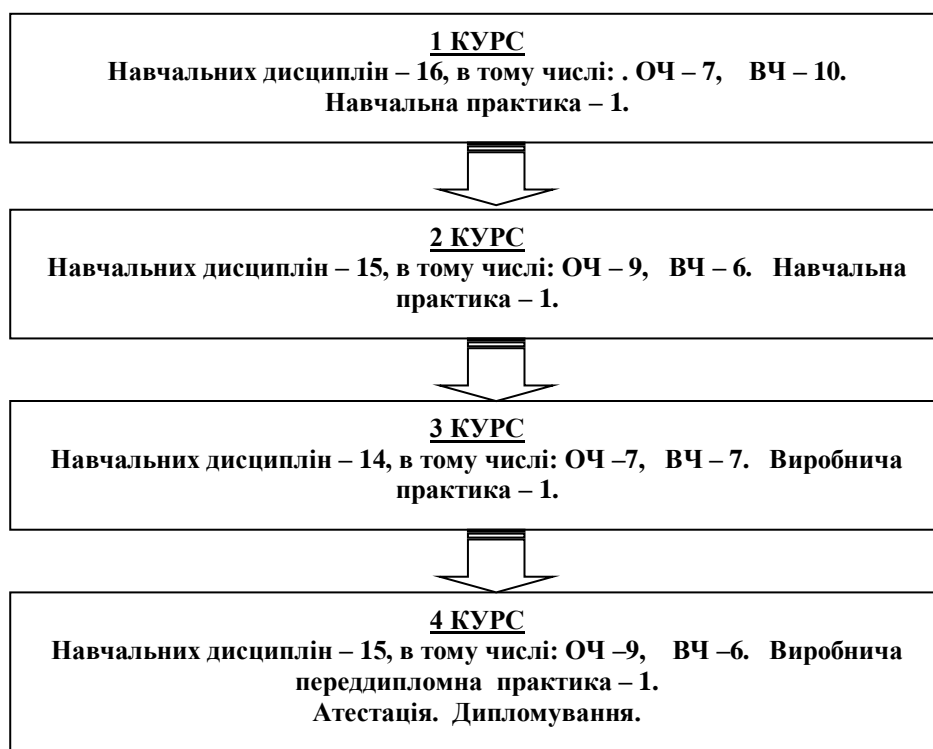 1 КУРС
Навчальних дисциплін – 16, в тому числі: . ОЧ – 7, ВЧ – 10.
Навчальна практика – 1.
2 КУРС
Навчальних дисциплін – 15, в тому числі: ОЧ – 9, ВЧ – 6. Навчальна
практика – 1.
3 КУРС
Навчальних дисциплін – 14, в тому числі: ОЧ –7, ВЧ – 7. Виробнича
практика – 1.
4 КУРС
Навчальних дисциплін – 15, в тому числі: ОЧ –9, ВЧ –6. Виробнича
переддипломна практика – 1.
Атестація. Дипломування.